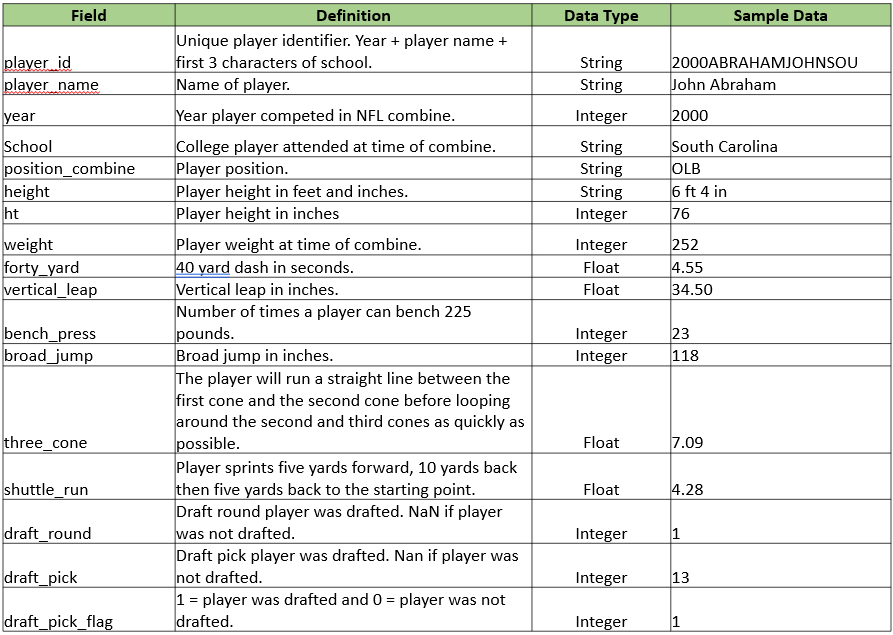 Field Definition Data Type Sample Data
Unique player identifier. Year + player name +
player_id first 3 characters of school. String 2000ABRAHAMJOHNSOU
player_name Name of player. String John Abraham
year Year player competed in NFL combine. Integer 2000
School College player attended at time of combine. String South Carolina
position_combine Player position. String OLB
height Player height in feet and inches. String 6 ft 4 in
ht Player height in inches Integer 76
weight Player weight at time of combine. Integer 252
forty_yard 40 yard dash in seconds. Float 4.55
vertical_leap Vertical leap in inches. Float 34.50
Number of times a player can bench 225
bench_press pounds. Integer 23
broad_jump Broad jump in inches. Integer 118
The player will run a straight line between the
first cone and the second cone before looping
around the second and third cones as quickly as
three_cone possible. Float 7.09
Player sprints five yards forward, 10 yards back
shuttle_run then five yards back to the starting point. Float 4.28
Draft round player was drafted. NaN if player
draft_round was not drafted. Integer 1
Draft pick player was drafted. Nan if player was
draft_pick not drafted. Integer 13
1 = player was drafted and 0 = player was not
draft_pick_flag drafted. Integer 1